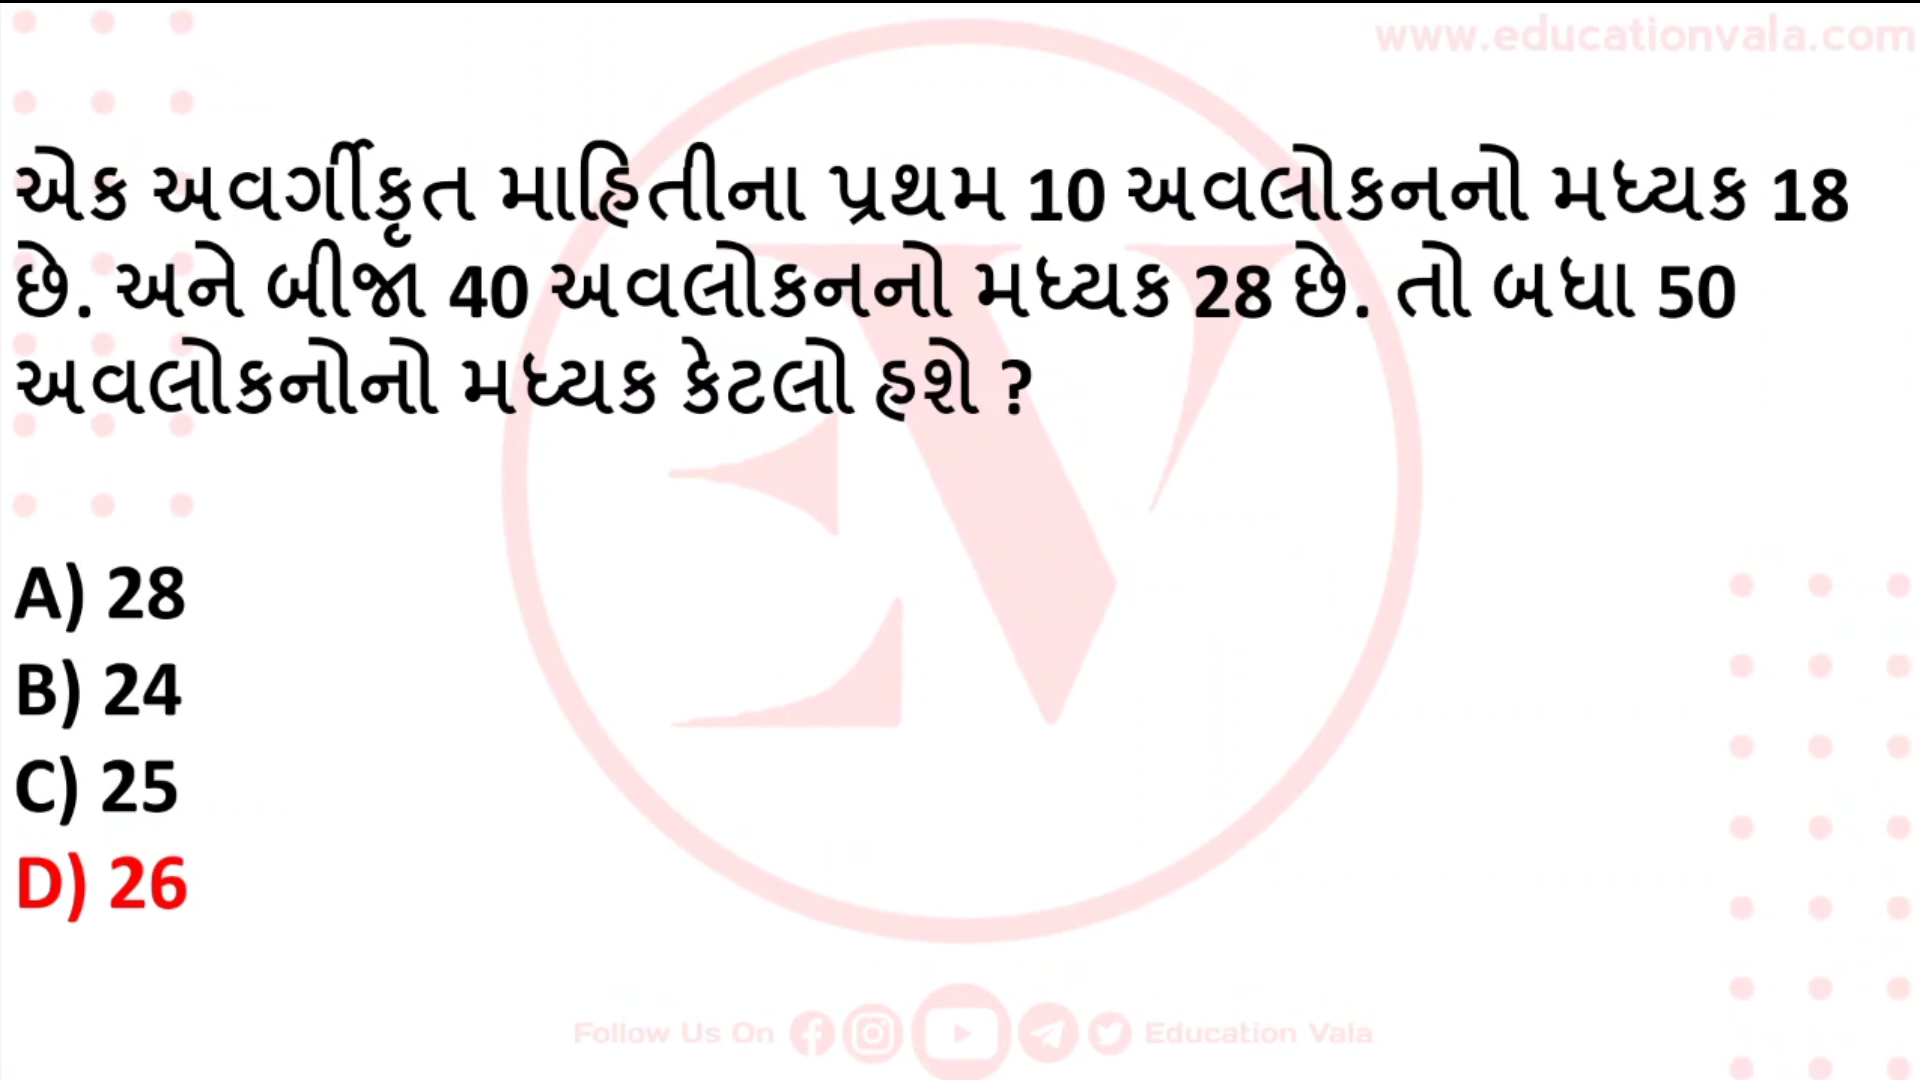 www.educationvala.com
એક અવર્ગીકૃત માહિતીના પ્રથમ 10 અવલોકનનો મધ્યક 18
છે. અને બીજા 40 અવલોકનનો મધ્યક 28 છે. તો બધા 50
અવલોકનોનો મધ્યક કેટલો હશે ?
A) 28
B) 24
C) 25
D) 26
EV
Follow Us On Education Vala